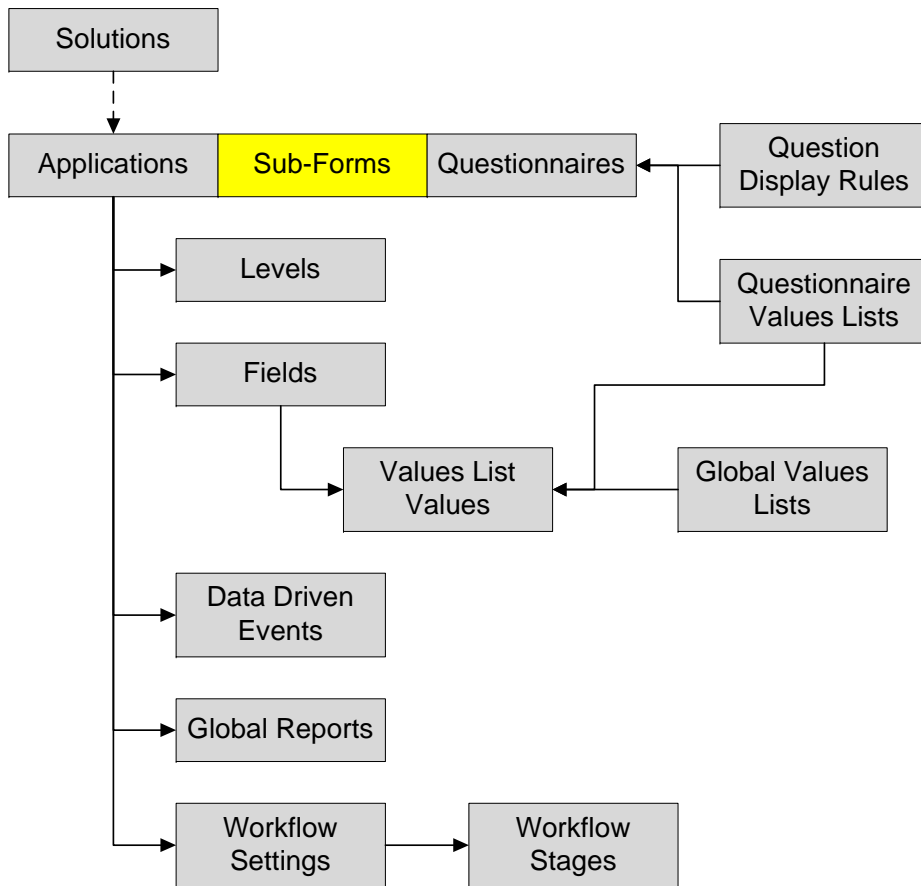 Solutions
Applications
Sub-Forms
Questionnaires
Question
Display Rules
Levels
Questionnaire
Values Lists
Fields
Values List
Values
Global Values
Lists
Data Driven
Events
Global Reports
Workflow
Settings
Workflow
Stages